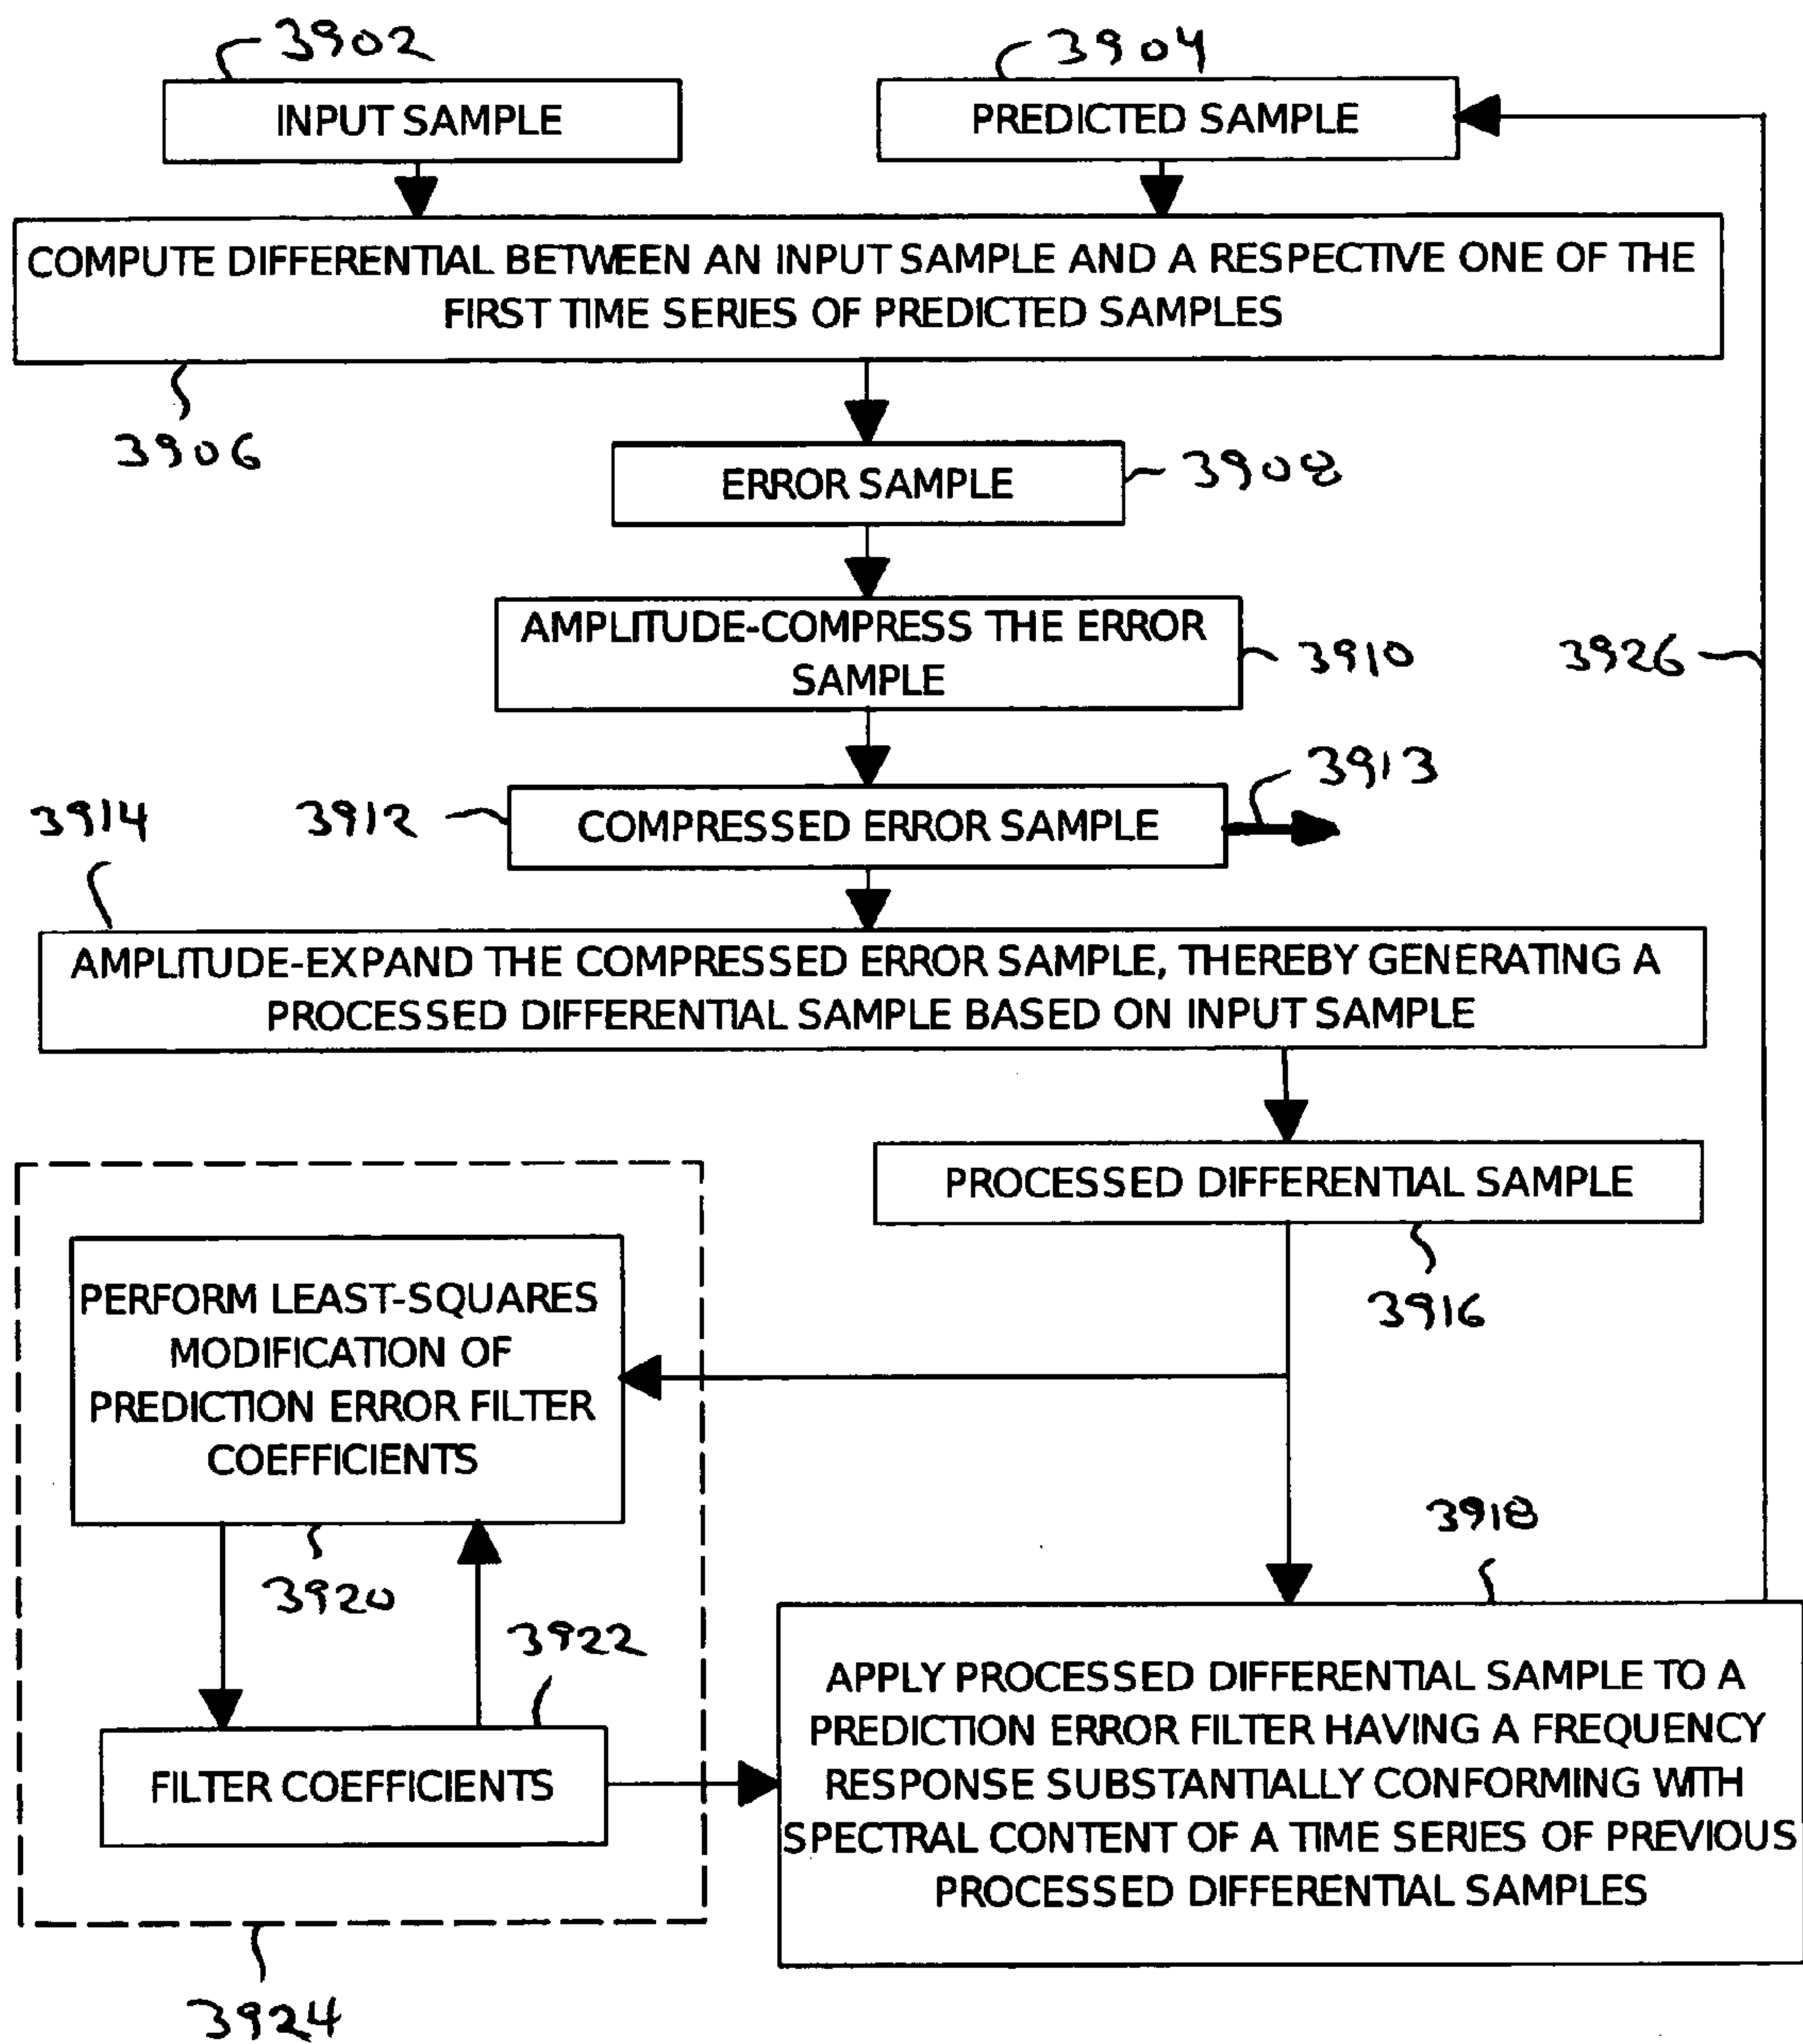 3902
3904
INPUT SAMPLE
PREDICTED SAMPLE
COMPUTE DIFFERENTIAL BETWEEN AN INPUT SAMPLE AND A RESPECTIVE ONE OF THE
FIRST TIME SERIES OF PREDICTED SAMPLES
3906
ERROR SAMPLE
3908
AMPLITUDE-COMPRESS THE ERROR
SAMPLE
3910
3926
3913
3914
3912
COMPRESSED ERROR SAMPLE
AMPLITUDE-EXPAND THE COMPRESSED ERROR SAMPLE, THEREBY GENERATING A
PROCESSED DIFFERENTIAL SAMPLE BASED ON INPUT SAMPLE
PROCESSED DIFFERENTIAL SAMPLE
3916
PERFORM LEAST-SQUARES
MODIFICATION OF
PREDICTION ERROR FILTER
COEFFICIENTS
3918
3920
3922
FILTER COEFFICIENTS
APPLY PROCESSED DIFFERENTIAL SAMPLE TO A
PREDICTION ERROR FILTER HAVING A FREQUENCY
RESPONSE SUBSTANTIALLY CONFORMING WITH
SPECTRAL CONTENT OF A TIME SERIES OF PREVIOUS
PROCESSED DIFFERENTIAL SAMPLES
3924